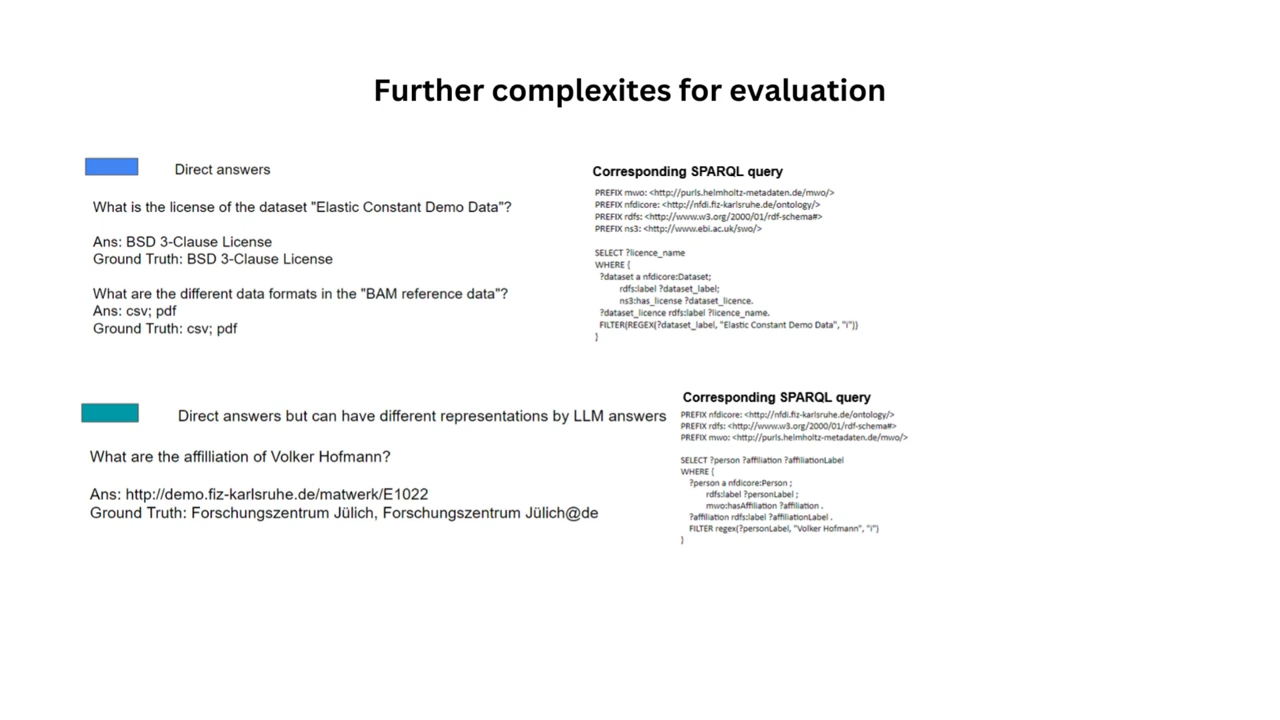 Further complexites for evaluation
Direct answers
What is the license of the dataset "Elastic Constant Demo Data"?
Ans: BSD 3-Clause License
Ground Truth: BSD 3-Clause License
What are the different data formats in the "BAM reference data"?
Ans: csv; pdf
Ground Truth: csv; pdf
Corresponding SPARQL query
PREFIX mwo: <http://purls.helmholtz-metadaten.de/mwo/>
PREFIX nfdicore: <http://nfdi.fiz-karlsruhe.de/ontology/>
PREFIX rdfs: <http://www.w3.org/2000/01/rdf-schema#>
PREFIX ns3: <http://www.ebi.ac.uk/swo/>
SELECT ?licence_name
WHERE {
?dataset a nfdicore:Dataset;
rdfs:label ?dataset_label;
ns3:has_license ?dataset_licence.
?dataset_licence rdfs:label ?licence_name.
FILTER(REGEX(?dataset_label, "Elastic Constant Demo Data", "i"))
}
Direct answers but can have different representations by LLM answers
What are the affilliation of Volker Hofmann?
Ans: http://demo.fiz-karlsruhe.de/matwerk/E1022
Ground Truth: Forschungszentrum Jülich, Forschungszentrum Jülich@de
Corresponding SPARQL query
PREFIX nfdicore: <http://nfdi.fiz-karlsruhe.de/ontology/>
PREFIX rdfs: <http://www.w3.org/2000/01/rdf-schema#>
PREFIX mwo: <http://purls.helmholtz-metadaten.de/mwo/>
SELECT ?person ?affiliation ?affiliationLabel
WHERE {
?person a nfdicore:Person ;
rdfs:label ?personLabel ;
mwo:hasAffiliation ?affiliation .
?affiliation rdfs:label ?affiliationLabel .
FILTER regex(?personLabel, "Volker Hofmann", "i")
}